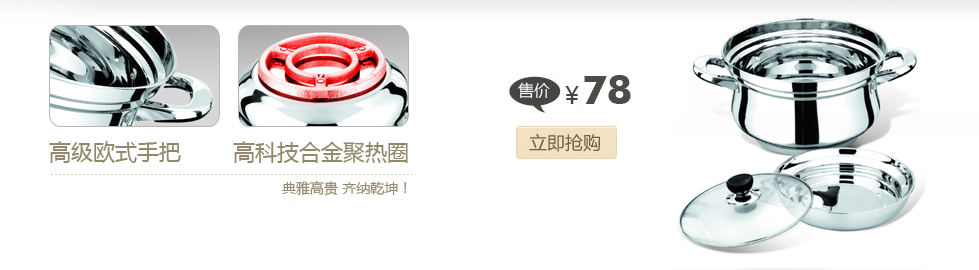 高级欧式手把
高科技合金聚热圈
典雅高贵 齐纳乾坤！
售价
¥78
立即抢购